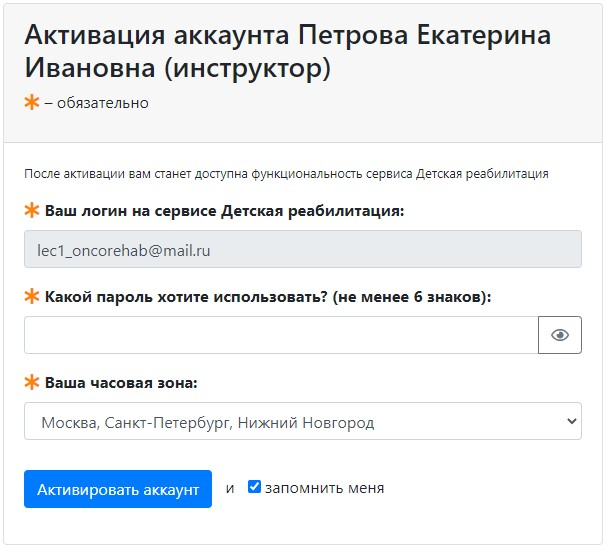 Активация аккаунта Петрова Екатерина
Ивановна (инструктор)
* – обязательно
После активации вам станет доступна функциональность сервиса Детская реабилитация
* Ваш логин на сервисе Детская реабилитация:
lec1_oncorehab@mail.ru
* Какой пароль хотите использовать? (не менее 6 знаков):
* Ваша часовая зона:
Москва, Санкт-Петербург, Нижний Новгород
Активировать аккаунт и запомнить меня